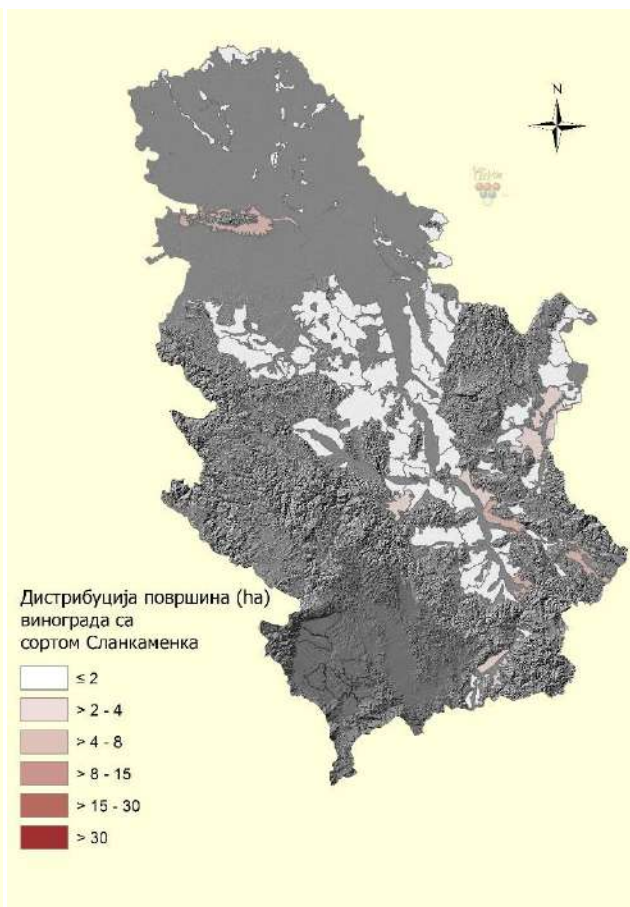 N
Дистрибуција површина (ha)
винограда са
сортом Сланкаменка
≤ 2
> 2 - 4
> 4 - 8
> 8 - 15
> 15 - 30
> 30